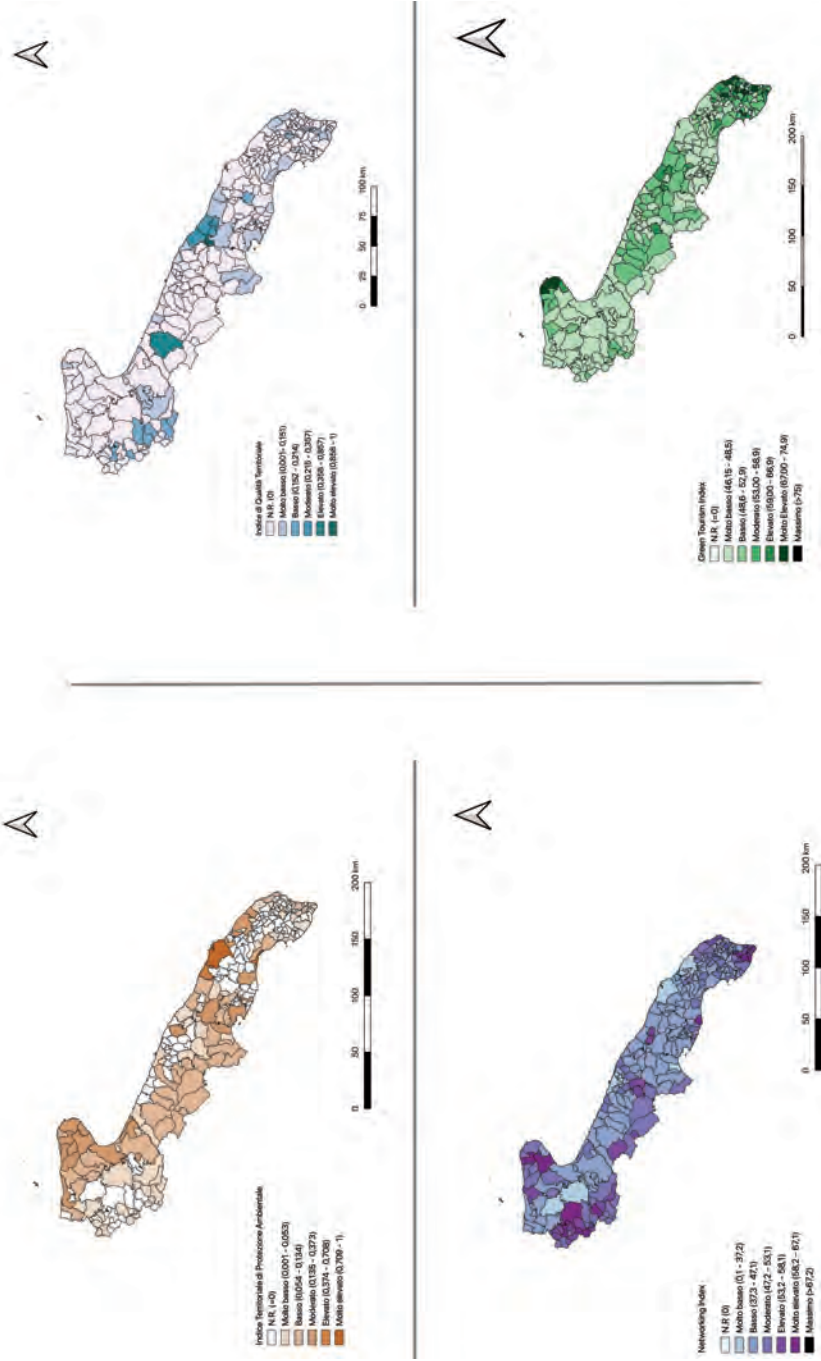 Indice Territoriale di Protezione Ambientale
N.R. (=0)
Molto basso (0,001 - 0,053)
Basso (0,054 - 0,134)
Moderato (0,135 - 0,373)
Elevato (0,374 - 0,708)
Molto elevato (0,709 - 1)
0 50 100 150 200 km
Indice di Qualità Territoriale
N.R. (0)
Molto basso (0,001- 0,151)
Basso (0,152 - 0,214)
Moderato (0,215 - 0,357)
Elevato (0,358 - 0,857)
Molto elevato (0,858 - 1)
0 25 50 75 100 km
Networking Index
N.R (0)
Molto basso (0,1 - 37,2)
Basso (37,3 - 47,1)
Moderato (47,2 - 53,1)
Elevato (53,2 - 58,1)
Molto elevato (58,2 - 67,1)
Massimo (>67,2)
0 50 100 150 200 km
Green Tourism Index
N.R. (=0)
Molto basso (46,15 - 48,5)
Basso (48,6 - 52,9)
Moderato (53,00 - 58,9)
Elevato (59,00 - 66,9)
Molto Elevato (67,00 - 74,9)
Massimo (>75)
0 50 100 150 200 km